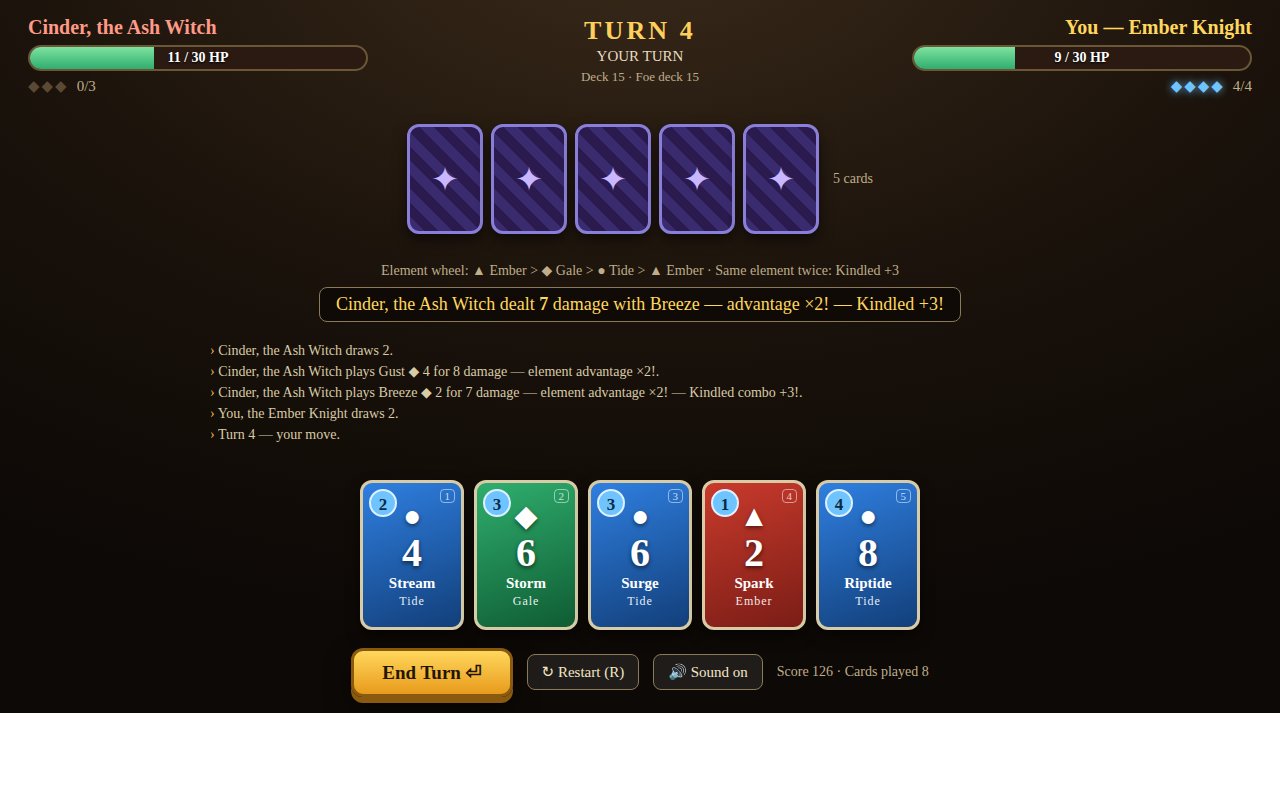 Cinder, the Ash Witch
11 / 30 HP
◆◆◆ 0/3
TURN 4
YOUR TURN
Deck 15 · Foe deck 15
You — Ember Knight
9 / 30 HP
◆◆◆◆ 4/4
✦ ✦ ✦ ✦ ✦ 5 cards
Element wheel: ▲ Ember > ◆ Gale > ● Tide > ▲ Ember · Same element twice: Kindled +3
Cinder, the Ash Witch dealt 7 damage with Breeze — advantage ×2! — Kindled +3!
› Cinder, the Ash Witch draws 2.
› Cinder, the Ash Witch plays Gust ◆ 4 for 8 damage — element advantage ×2!.
› Cinder, the Ash Witch plays Breeze ◆ 2 for 7 damage — element advantage ×2! — Kindled combo +3!.
› You, the Ember Knight draws 2.
› Turn 4 — your move.
2 1
●
4
Stream
Tide
3 2
◆
6
Storm
Gale
3 3
●
6
Surge
Tide
1 4
▲
2
Spark
Ember
4 5
●
8
Riptide
Tide
End Turn ⏎
↻ Restart (R)
🔊 Sound on
Score 126 · Cards played 8